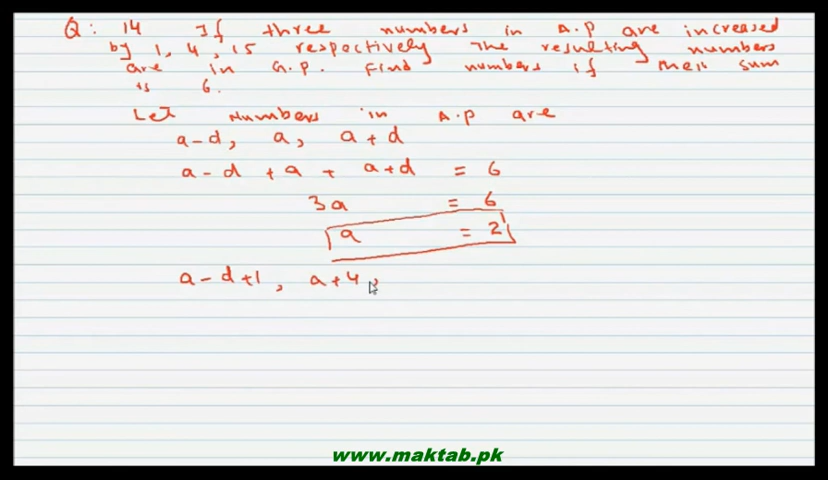 Q: 14 If three numbers in A.P are increased
by 1, 4, 15 respectively The resulting numbers
are in G.P. Find numbers if their sum
is 6.
Let Numbers in A.P are
a-d, a, a+d
a-d+a + a+d = 6
3a = 6
a = 2
a-d+1, a+4,
www.maktab.pk